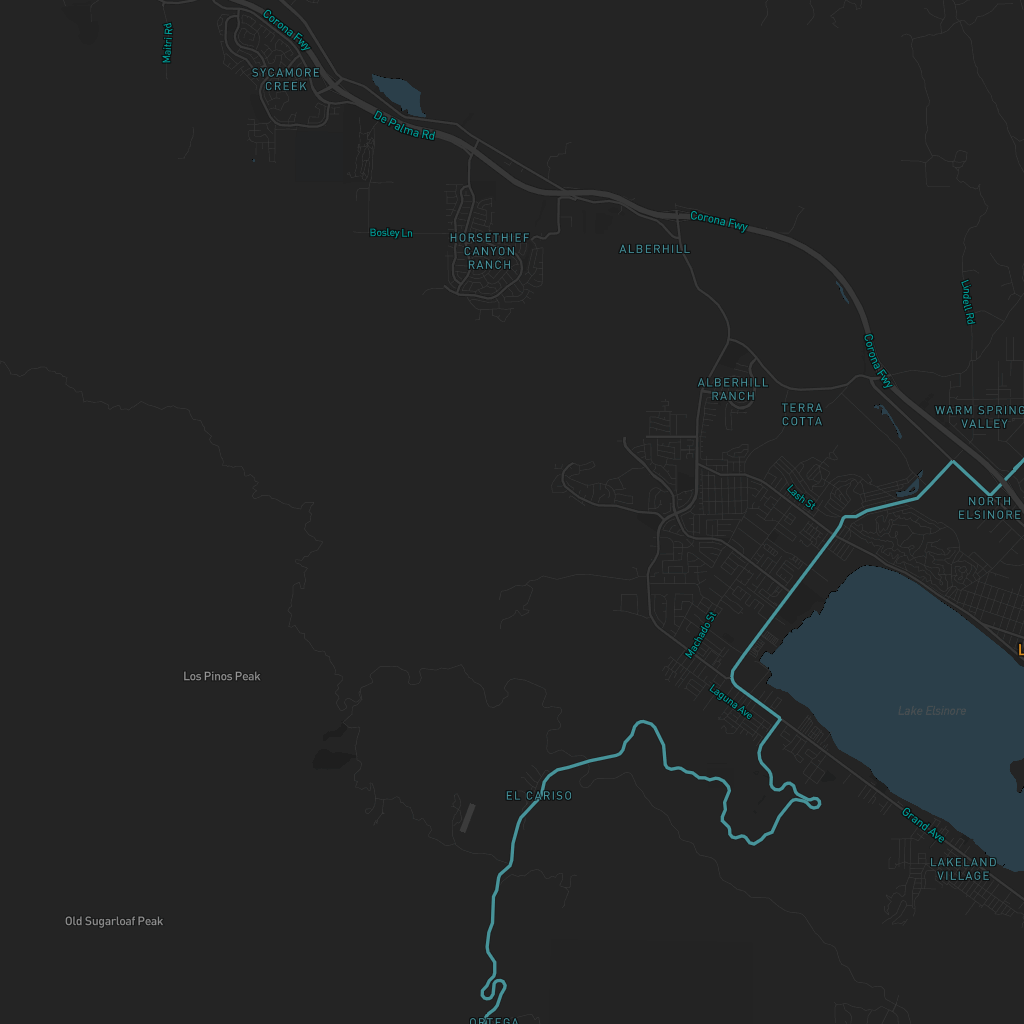 Corona Fwy
Maitri Rd
SYCAMORE
CREEK
De Palma Rd
Bosley Ln
HORSETHIEF
CANYON
RANCH
ALBERHILL
Corona Fwy
Lindell Rd
Corona Fwy
ALBERHILL
RANCH
TERRA
COTTA
WARM SPRING
VALLEY
Lash St
NORTH
ELSINORE
Machado St
L
Los Pinos Peak
Laguna Ave
Lake Elsinore
EL CARISO
Grand Ave
LAKELAND
VILLAGE
Old Sugarloaf Peak
ORTEGA